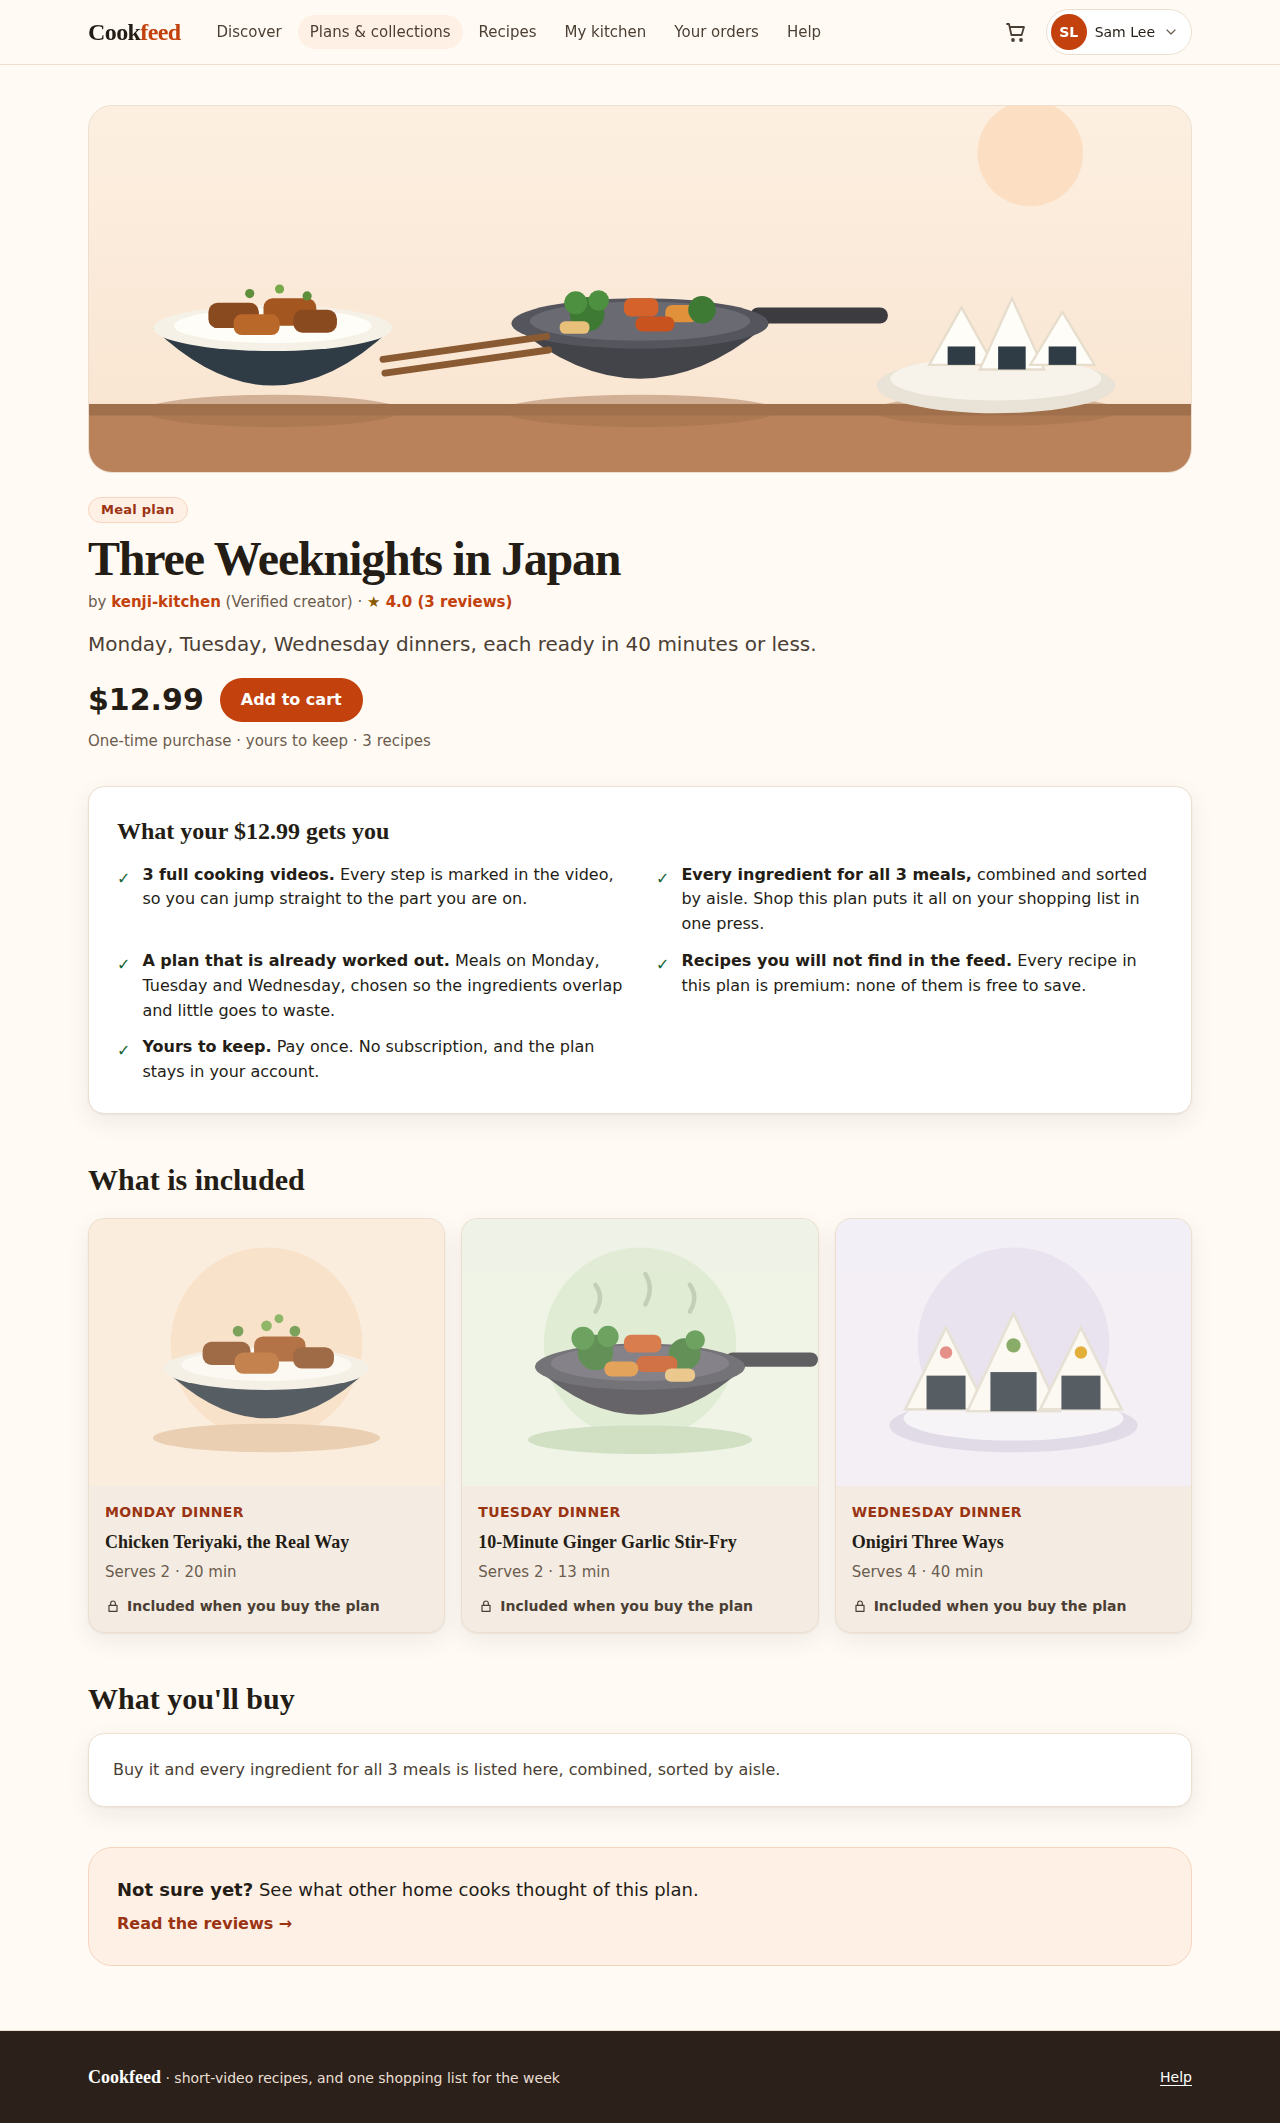 Cookfeed Discover Plans & collections Recipes My kitchen Your orders Help SL Sam Lee
Meal plan
Three Weeknights in Japan
by kenji-kitchen (Verified creator) · ★ 4.0 (3 reviews)
Monday, Tuesday, Wednesday dinners, each ready in 40 minutes or less.
$12.99 Add to cart
One-time purchase · yours to keep · 3 recipes
What your $12.99 gets you
✓ 3 full cooking videos. Every step is marked in the video,
so you can jump straight to the part you are on.
✓ Every ingredient for all 3 meals, combined and sorted
by aisle. Shop this plan puts it all on your shopping list in
one press.
✓ A plan that is already worked out. Meals on Monday,
Tuesday and Wednesday, chosen so the ingredients overlap
and little goes to waste.
✓ Recipes you will not find in the feed. Every recipe in
this plan is premium: none of them is free to save.
✓ Yours to keep. Pay once. No subscription, and the plan
stays in your account.
What is included
MONDAY DINNER
Chicken Teriyaki, the Real Way
Serves 2 · 20 min
Included when you buy the plan
TUESDAY DINNER
10-Minute Ginger Garlic Stir-Fry
Serves 2 · 13 min
Included when you buy the plan
WEDNESDAY DINNER
Onigiri Three Ways
Serves 4 · 40 min
Included when you buy the plan
What you'll buy
Buy it and every ingredient for all 3 meals is listed here, combined, sorted by aisle.
Not sure yet? See what other home cooks thought of this plan.
Read the reviews →
Cookfeed · short-video recipes, and one shopping list for the week Help